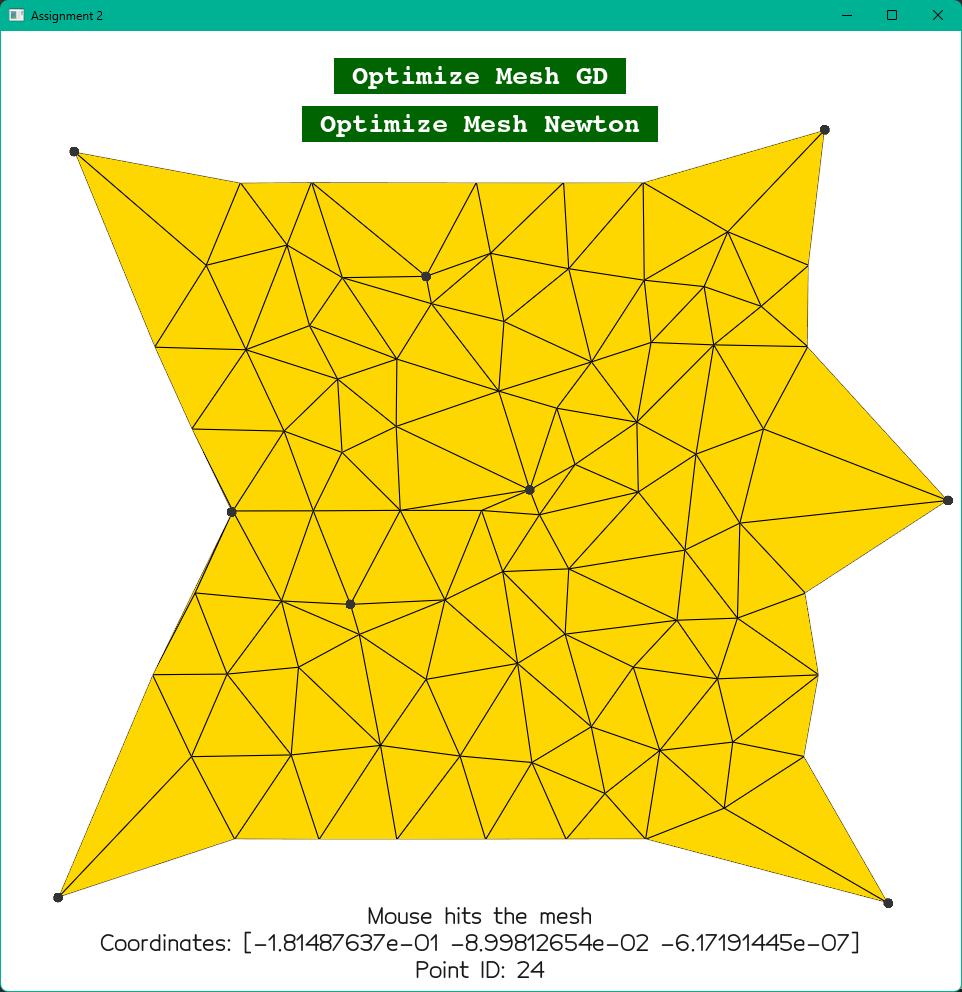 Assignment 2
Optimize Mesh GD
Optimize Mesh Newton
Mouse hits the mesh
Coordinates: [-1.81487637e-01 -8.99812654e-02 -6.17191445e-07]
Point ID: 24